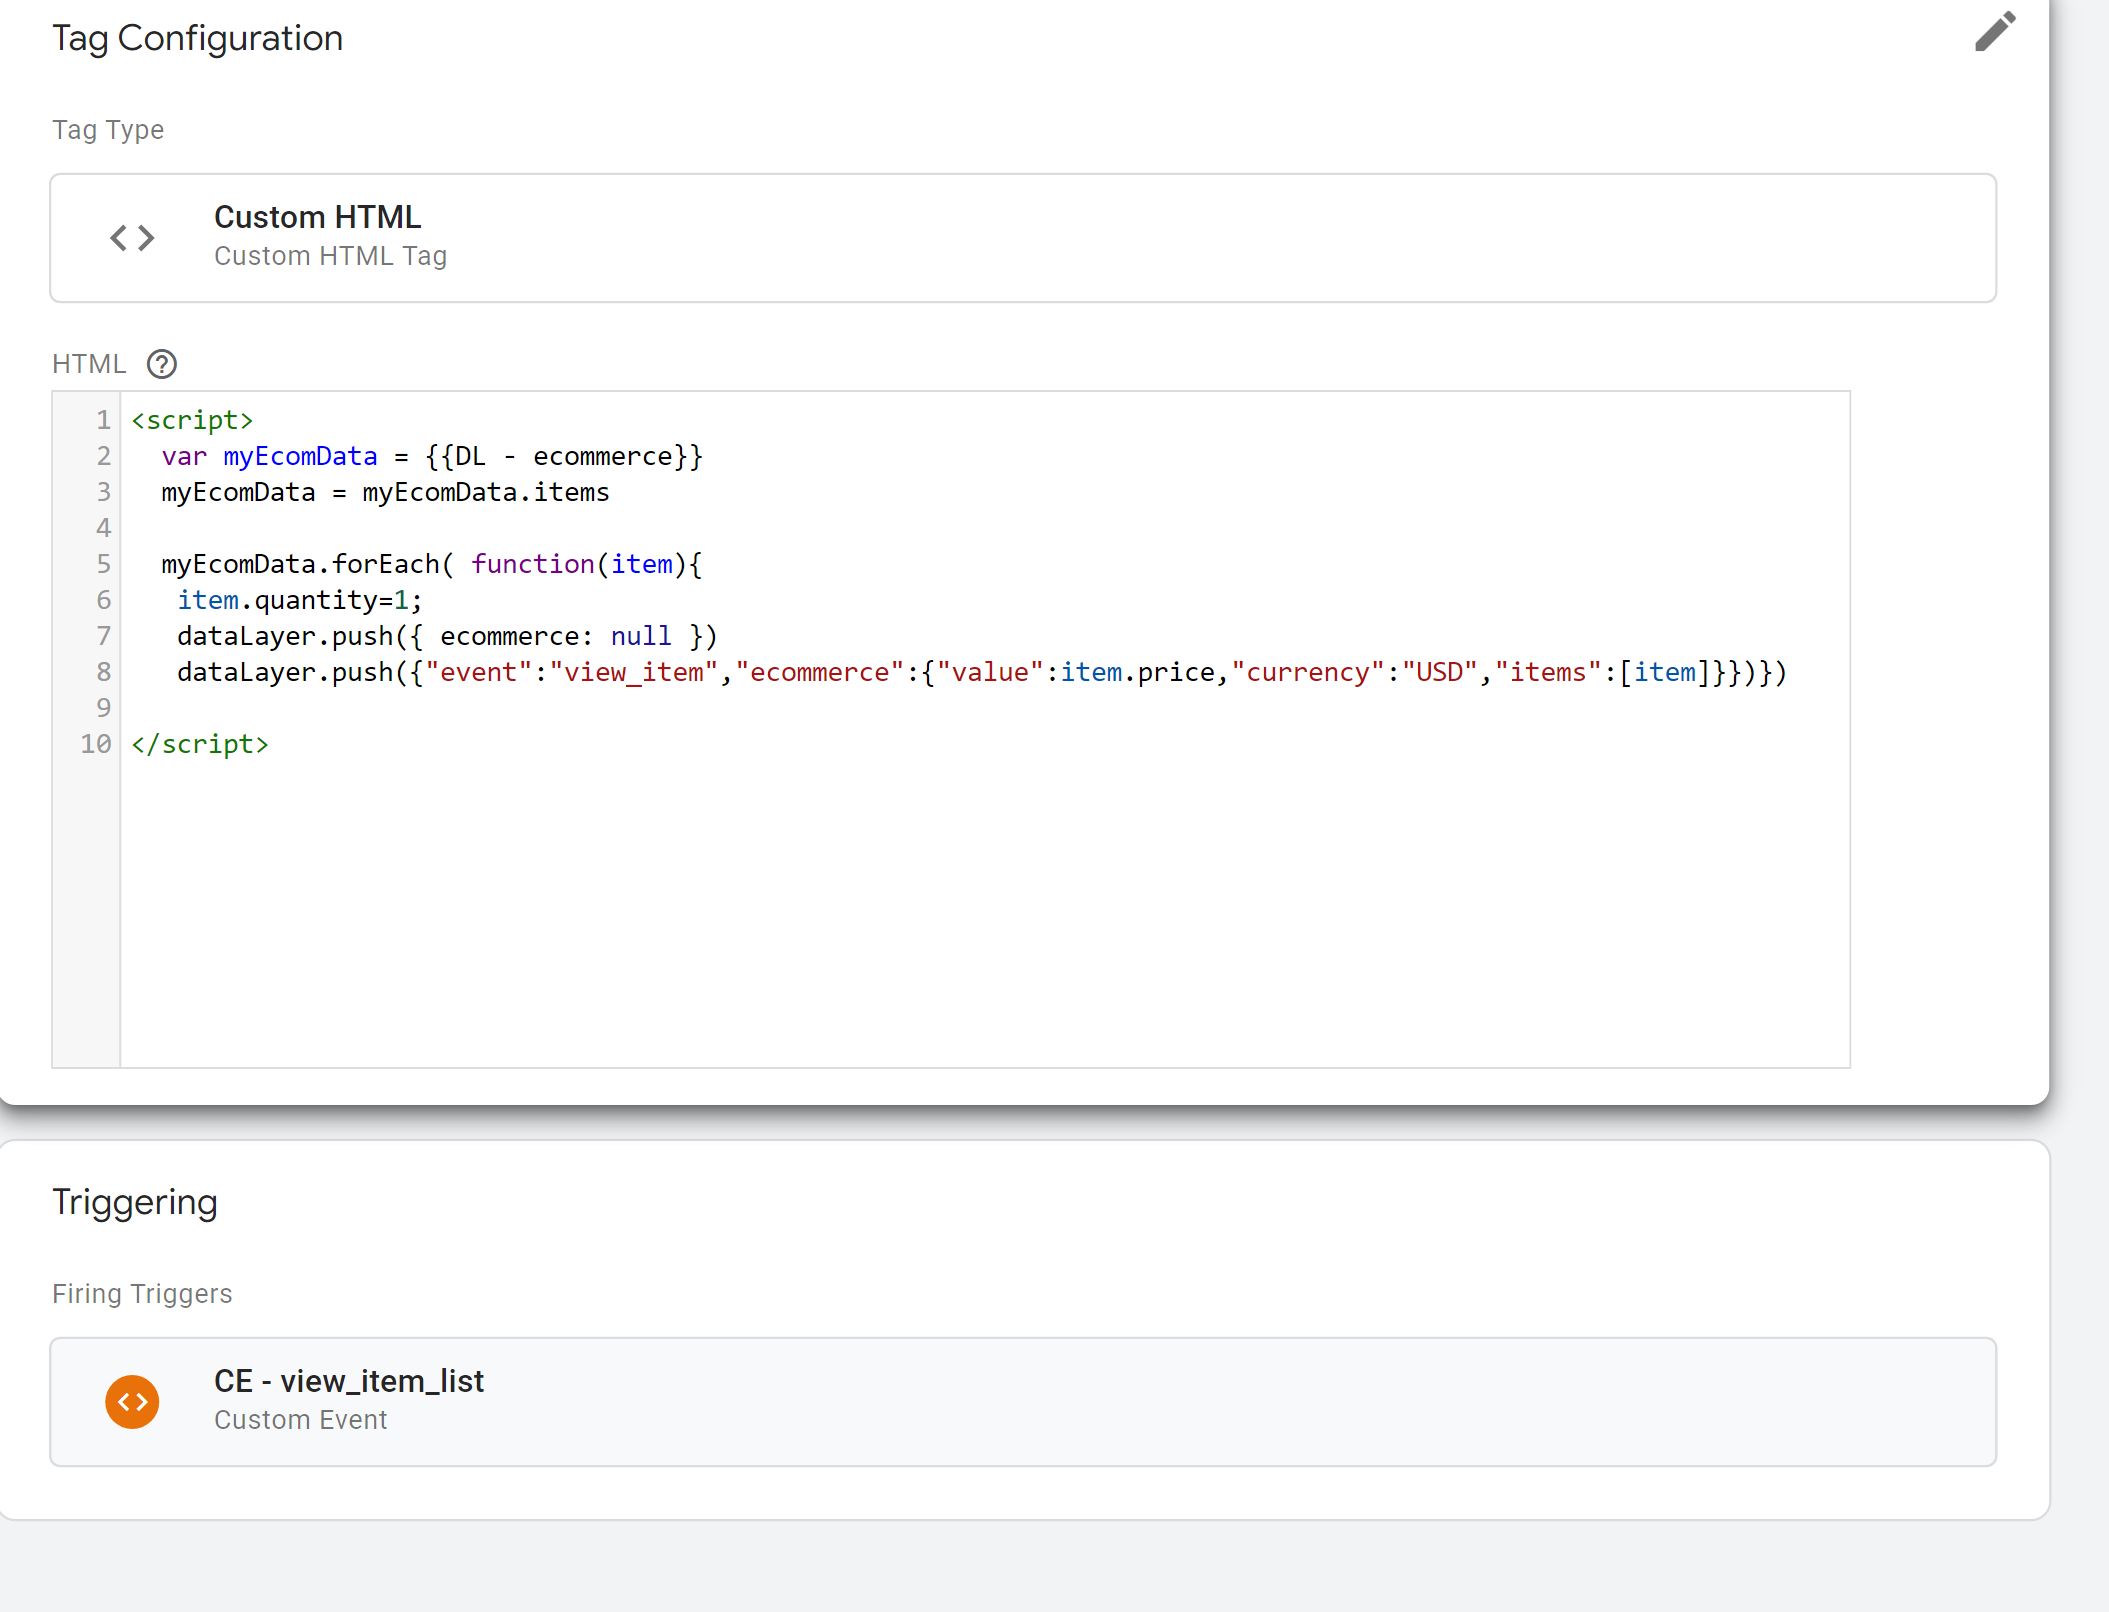 Tag Configuration
Tag Type
Custom HTML
Custom HTML Tag
HTML ?
1 <script>
2 var myEcomData = {{DL - ecommerce}}
3 myEcomData = myEcomData.items
4
5 myEcomData.forEach( function(item){
6 item.quantity=1;
7 dataLayer.push({ ecommerce: null })
8 dataLayer.push({"event":"view_item","ecommerce":{"value":item.price,"currency":"USD","items":[item]}})})
9
10 </script>
Triggering
Firing Triggers
CE - view_item_list
Custom Event